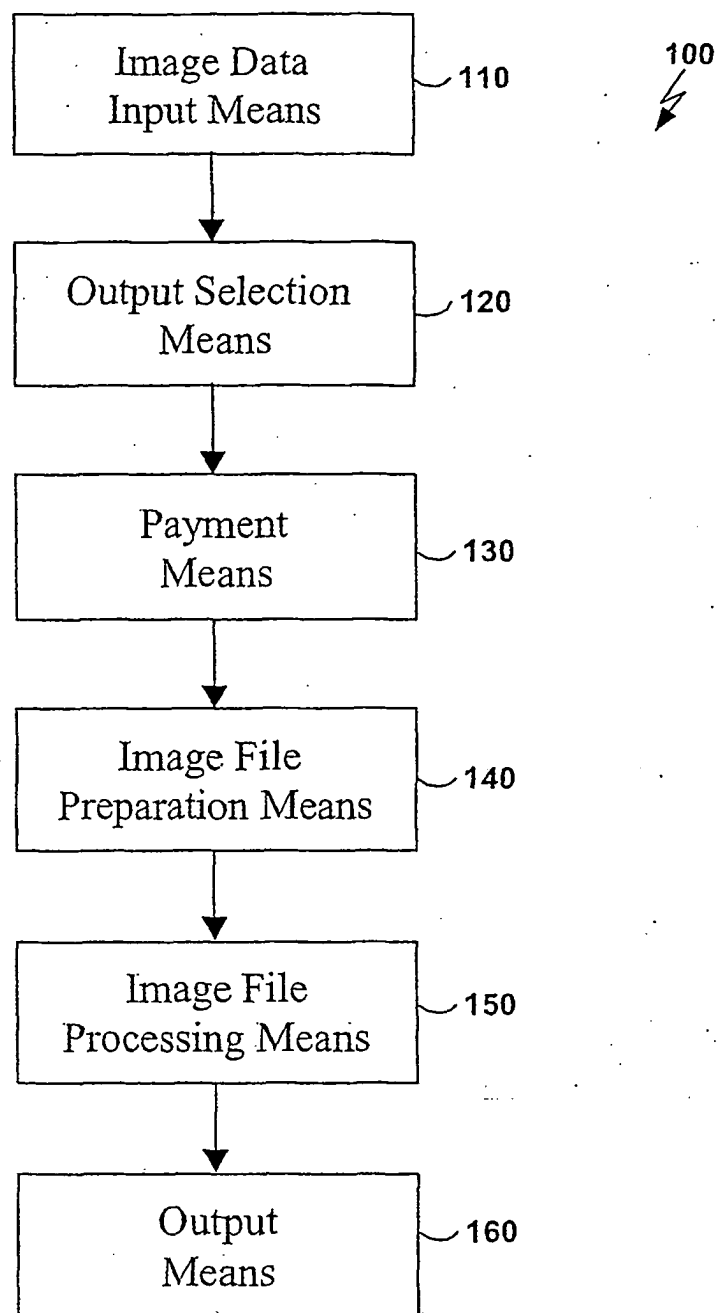 100
Image Data
Input Means
110
Output Selection
Means
120
Payment
Means
130
Image File
Preparation Means
140
Image File
Processing Means
150
Output
Means
160